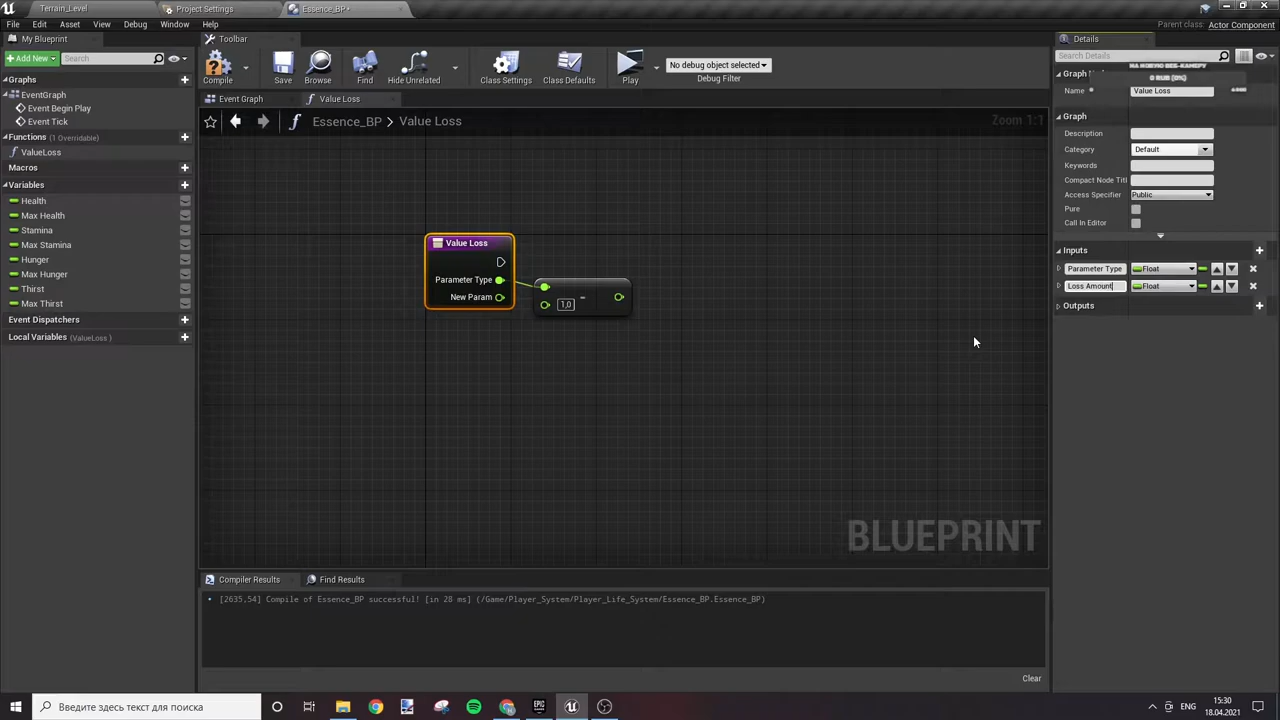 Terrain_Level
Project Settings
Essence_BP•
File Edit Asset View Debug Window Help
Parent class: Actor Component
My Blueprint
+ Add New
Search
Graphs
EventGraph
Event Begin Play
Event Tick
Functions (1 Overridable)
ValueLoss
Macros
Variables
Health
Max Health
Stamina
Max Stamina
Hunger
Max Hunger
Thirst
Max Thirst
Event Dispatchers
Local Variables (ValueLoss )
Toolbar
Compile
Save
Browse
Find
Hide Unrelated
Class Settings
Class Defaults
Play
No debug object selected
Debug Filter
Event Graph
Value Loss
Essence_BP > Value Loss
Zoom 1:1
Value Loss
Parameter Type
New Param
1,0
-
BLUEPRINT
Compiler Results
Find Results
• [2635,54] Compile of Essence_BP successful! [in 28 ms] (/Game/Player_System/Player_Life_System/Essence_BP.Essence_BP)
Clear
Details
Search Details
0 RUB (0%)
Name Value Loss
Graph
Description
Category Default
Keywords
Compact Node Titl
Access Specifier Public
Pure
Call In Editor
Inputs
Parameter Type Float
Loss Amount Float
Outputs
Введите здесь текст для поиска
15:30
18.04.2021